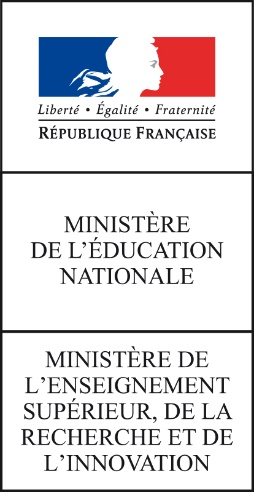 Liberté • Égalité • Fraternité
RÉPUBLIQUE FRANÇAISE
MINISTÈRE
DE L'ÉDUCATION
NATIONALE
MINISTÈRE DE
L'ENSEIGNEMENT
SUPÉRIEUR, DE LA
RECHERCHE ET DE
L'INNOVATION